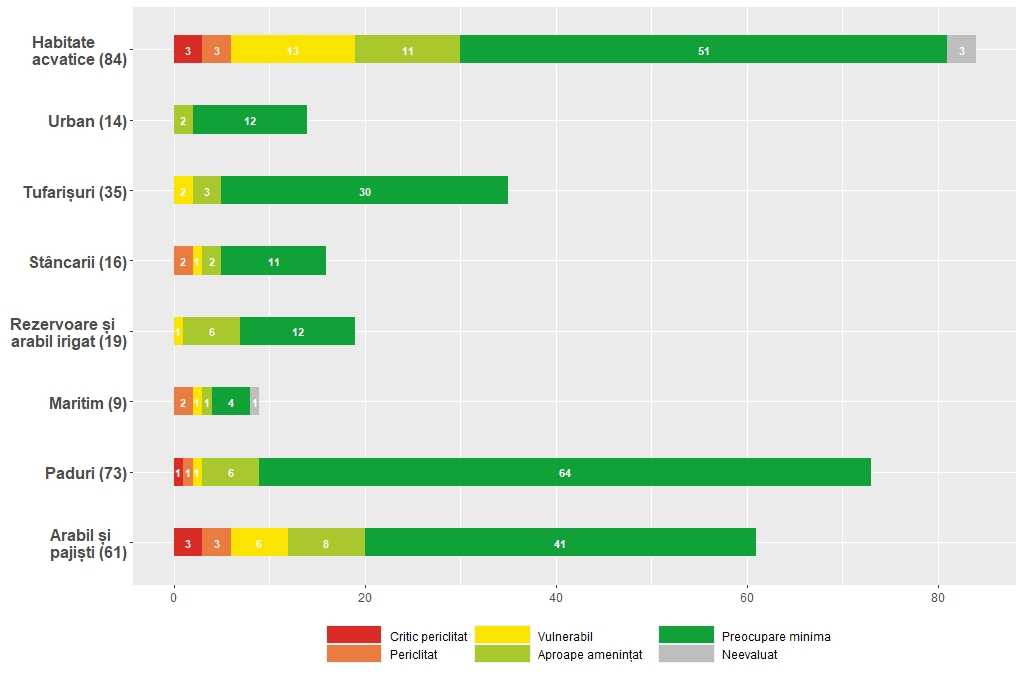 Habitate
acvatice (84)
3 3 13 11 51 3
Urban (14)
2 12
Tufarișuri (35)
2 3 30
Stâncarii (16)
2 1 2 11
Rezervoare și
arabil irigat (19)
1 6 12
Maritim (9)
2 1 1 4 1
Paduri (73)
1 1 1 6 64
Arabil și
pajiști (61)
3 3 6 8 41
0 20 40 60 80
Critic periclitat Vulnerabil Preocupare minima
Periclitat Aproape amenințat Neevaluat